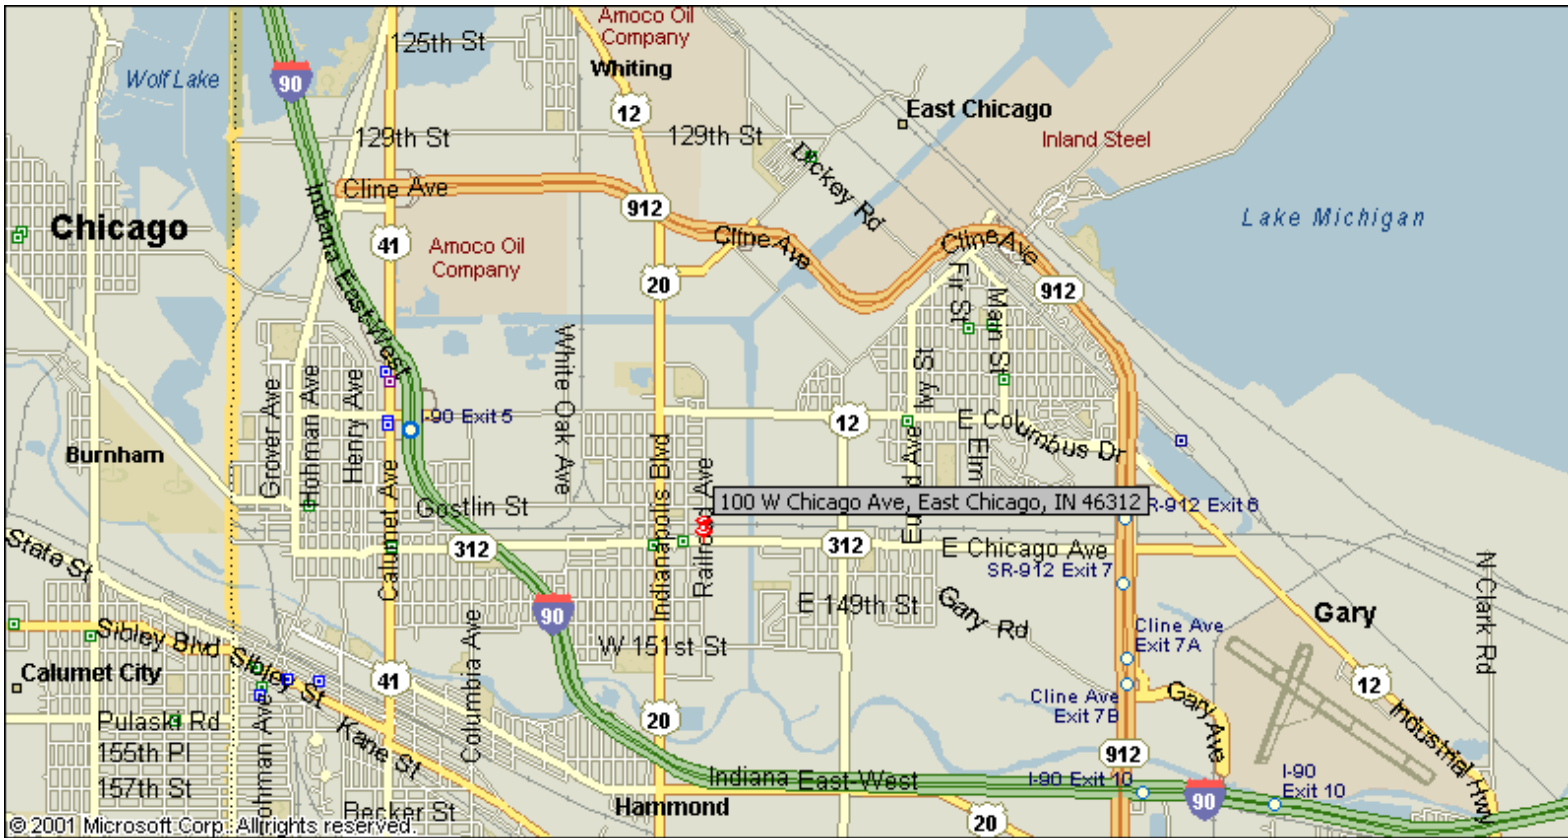 Amoco Oil
Company
125th St
Whiting
90
Wolf Lake
12
East Chicago
129th St
129th St
Inland Steel
Dickey Rd
Cline Ave
912
Chicago
Lake Michigan
Indiana East-West
41
Amoco Oil
Company
Cline Ave
Cline Ave
20
912
Fir St
Main St
White Oak Ave
Ivy St
Grover Ave
Hohman Ave
Henry Ave
I-90 Exit 5
12
E Columbus Dr
Elm
Burnham
Calumet Ave
Indianapolis Blvd
Railroad Ave
100 W Chicago Ave, East Chicago, IN 46312
Gostlin St
R-912 Exit 6
State St
312
312
E Chicago Ave
SR-912 Exit 7
N Clark Rd
90
E 149th St
Gary Rd
Gary
Sibley Blvd
Sibley St
Columbia Ave
W 151st St
Cline Ave
Exit 7A
Calumet City
41
12
Cline Ave
Exit 7B
Gary Ave
Industrial Hwy
Pulaski Rd
Kane St
20
155th Pl
912
157th St
Indiana East-West
I-90 Exit 10
I-90
Exit 10
90
Hammond
Becker St
20
© 2001 Microsoft Corp. All rights reserved.